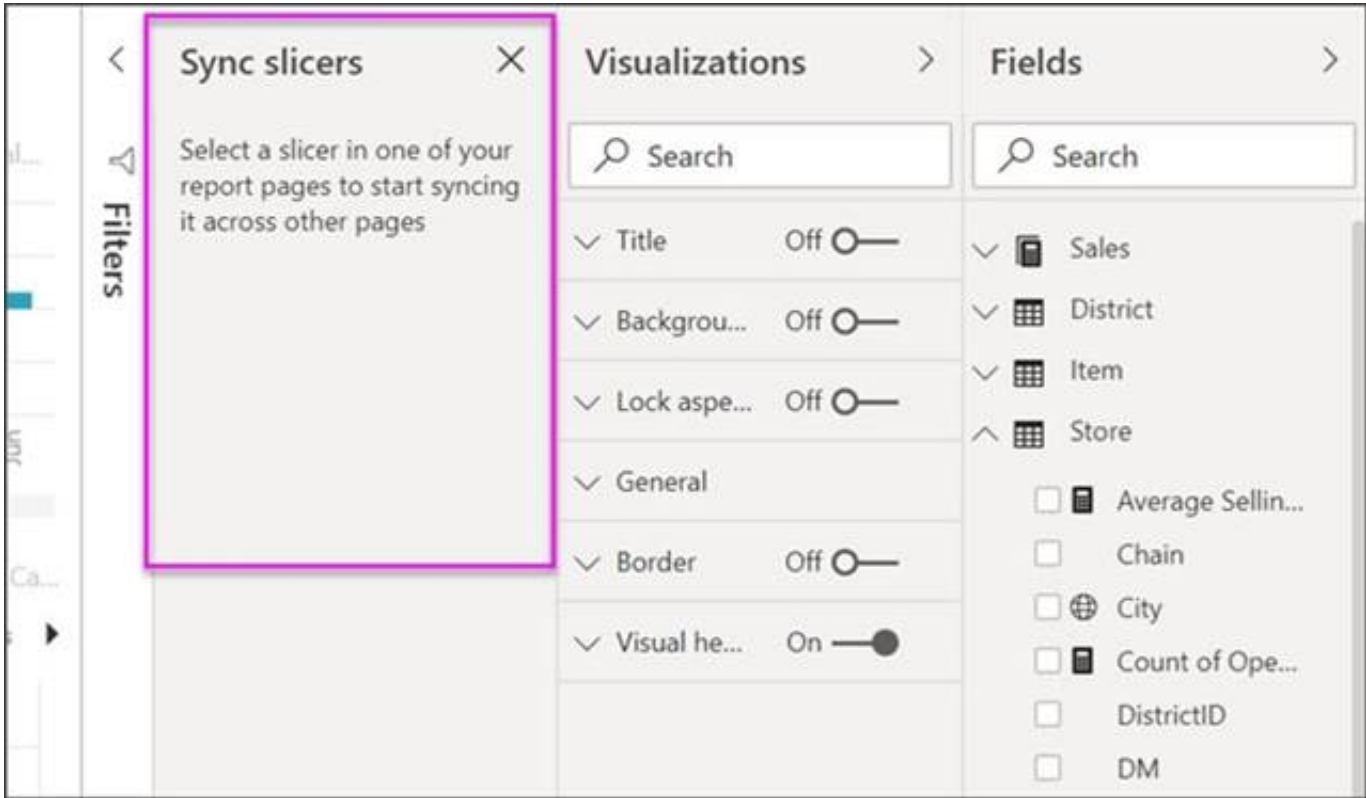 Sync slicers
Select a slicer in one of your
report pages to start syncing
it across other pages
Filters
Visualizations
Search
Title Off
Backgrou... Off
Lock aspe... Off
General
Border Off
Visual he... On
Fields
Search
Sales
District
Item
Store
Average Sellin...
Chain
City
Count of Ope...
DistrictID
DM
Jun
Ca...